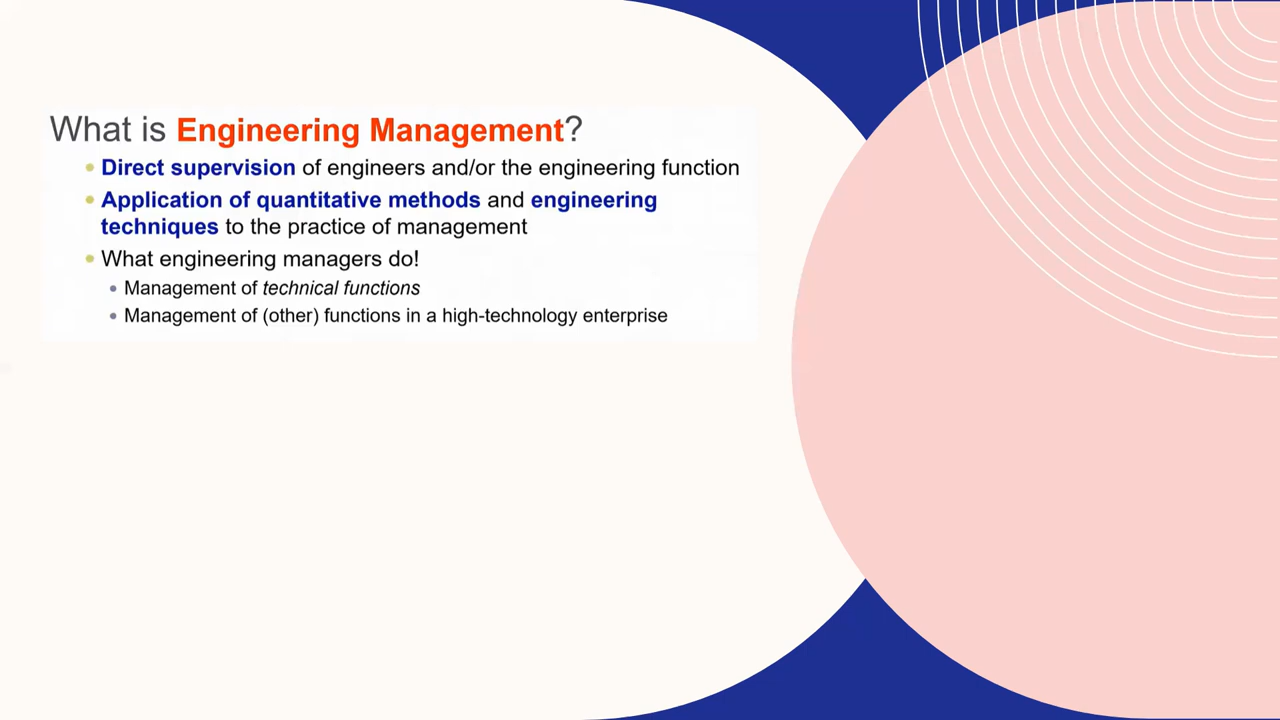 What is Engineering Management?
Direct supervision of engineers and/or the engineering function
Application of quantitative methods and engineering
techniques to the practice of management
What engineering managers do!
Management of technical functions
Management of (other) functions in a high-technology enterprise